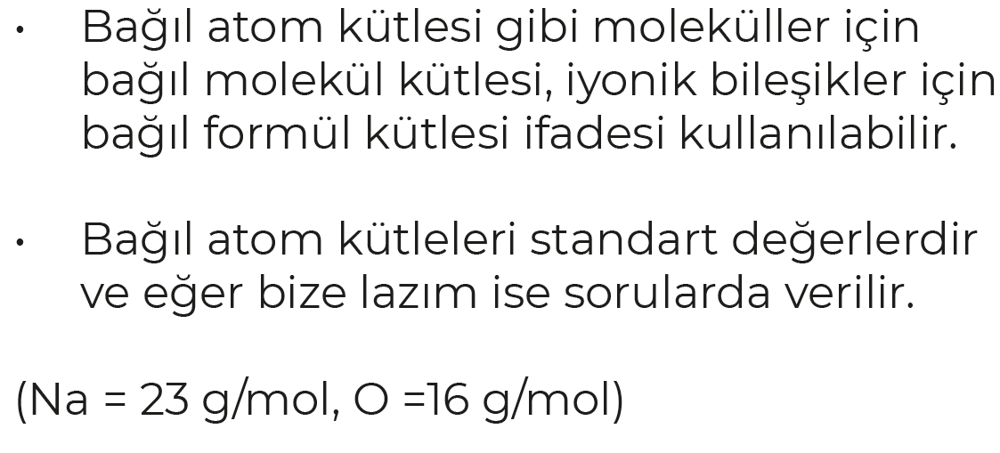 • Bağıl atom kütlesi gibi moleküller için
bağıl molekül kütlesi, iyonik bileşikler için
bağıl formül kütlesi ifadesi kullanılabilir.
• Bağıl atom kütleleri standart değerlerdir
ve eğer bize lazım ise sorularda verilir.
(Na = 23 g/mol, O =16 g/mol)